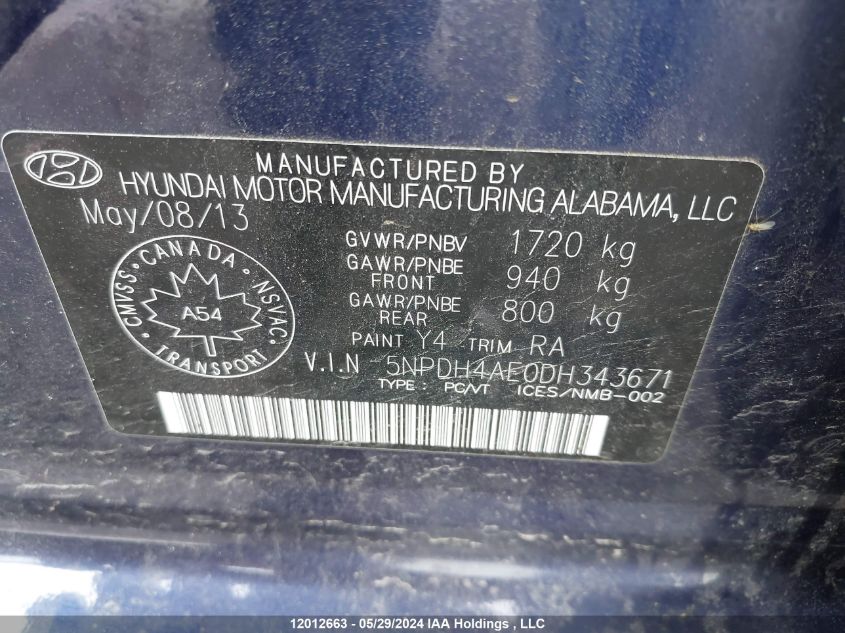 MANUFACTURED BY
HYUNDAI MOTOR MANUFACTURING ALABAMA, LLC
May/08/13
GVWR/PNBV 1720 kg
GAWR/PNBE FRONT 940 kg
GAWR/PNBE REAR 800 kg
PAINT Y4 TRIM RA
V.I.N 5NPDH4AE0DH343671
TYPE : PC/VT ICES/NMB-002
CANADA
CMVSS NSVAC
A54
TRANSPORT
12012663 - 05/29/2024 IAA Holdings , LLC